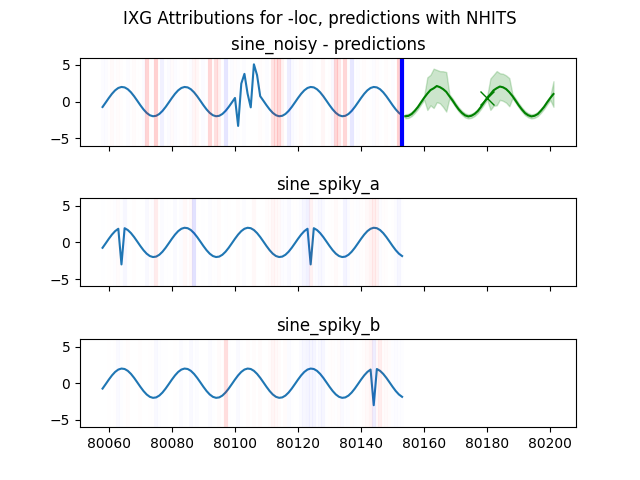 IXG Attributions for -loc, predictions with NHITS
sine_noisy - predictions
5
0
−5
sine_spiky_a
5
0
−5
sine_spiky_b
5
0
−5
80060 80080 80100 80120 80140 80160 80180 80200